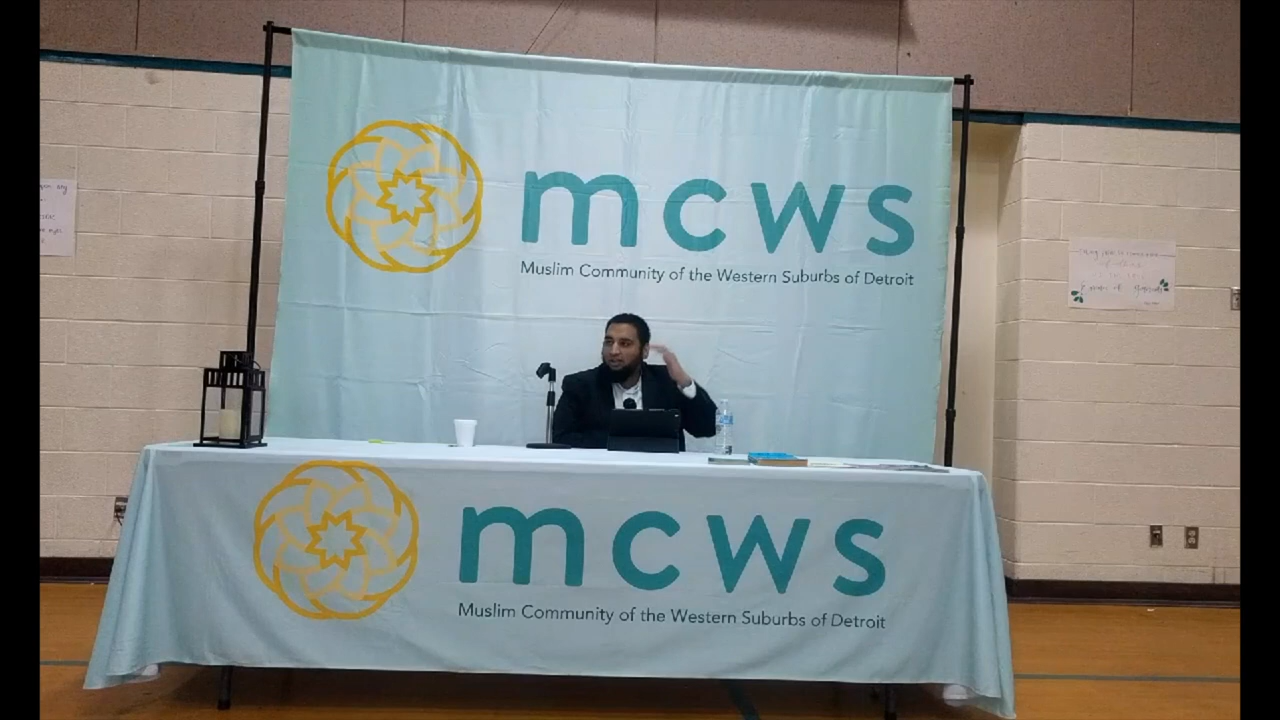 mcws
Muslim Community of the Western Suburbs of Detroit
mcws
Muslim Community of the Western Suburbs of Detroit